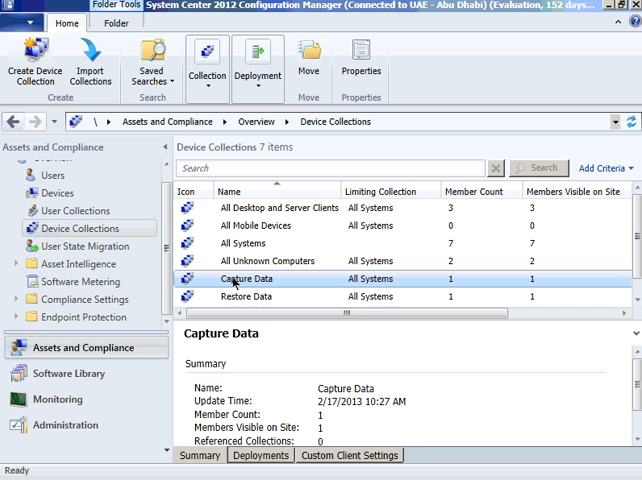 Folder Tools System Center 2012 Configuration Manager (Connected to UAE - Abu Dhabi) (Evaluation, 152 days...
Home Folder
Create Device Collection
Import Collections
Saved Searches
Collection
Deployment
Move
Properties
Create Search Move Properties
\ Assets and Compliance Overview Device Collections
Assets and Compliance
Overview
Users
Devices
User Collections
Device Collections
User State Migration
Asset Intelligence
Software Metering
Compliance Settings
Endpoint Protection
Assets and Compliance
Software Library
Monitoring
Administration
Device Collections 7 items
Search Search Add Criteria
Icon Name Limiting Collection Member Count Members Visible on Site
All Desktop and Server Clients All Systems 3 3
All Mobile Devices All Systems 0 0
All Systems 7 7
All Unknown Computers All Systems 2 2
Capture Data All Systems 1 1
Restore Data All Systems 1 1
Capture Data
Summary
Name: Capture Data
Update Time: 2/17/2013 10:27 AM
Member Count: 1
Members Visible on Site: 1
Referenced Collections: 0
Summary Deployments Custom Client Settings
Ready